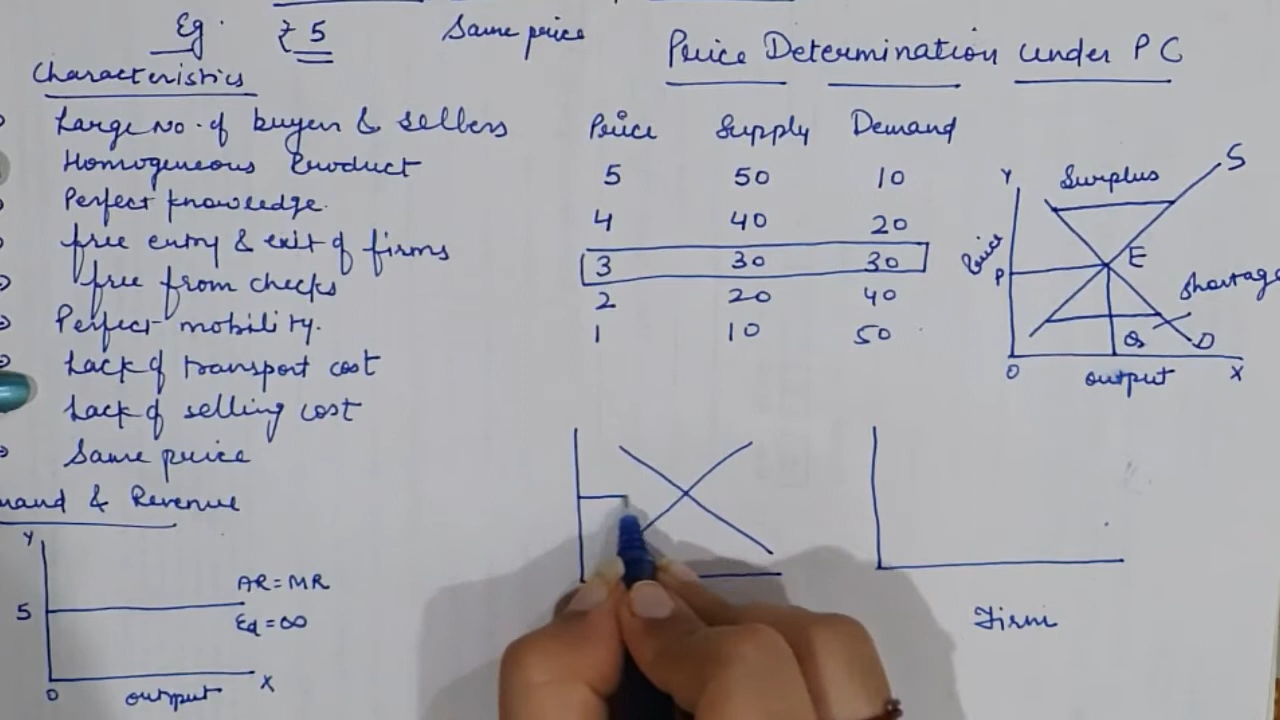 Eg. ₹ 5 Same price
Characteristics
Large No. of buyers & sellers
Homogeneous Product
Perfect knowledge.
free entry & exit of firms
free from checks
Perfect mobility.
Lack of transport cost
Lack of selling cost
Same price
mand & Revenue
Y
5
AR = MR
Ed = ∞
O output X
Price Determination under PC
Price Supply Demand
5 50 10
4 40 20
3 30 30
2 20 40
1 10 50
Y Surplus S
Price
P E
Shortage
Q D
O output X
Firm